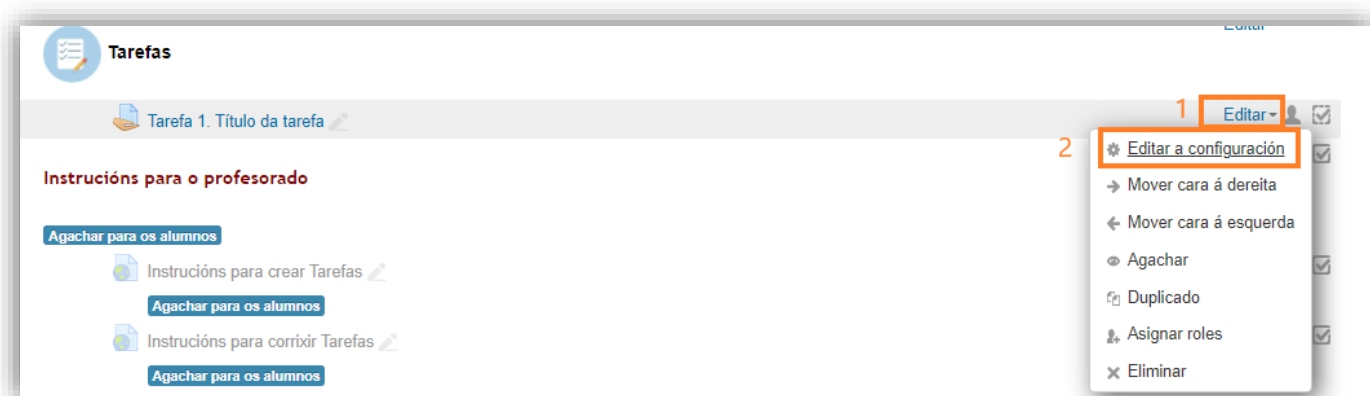 Editar
Tarefas
Tarefa 1. Título da tarefa
1
Editar
2
Editar a configuración
Instrucións para o profesorado
Mover cara á dereita
Mover cara á esquerda
Agachar para os alumnos
Agachar
Instrucións para crear Tarefas
Duplicado
Agachar para os alumnos
Asignar roles
Instrucións para corrixir Tarefas
Eliminar
Agachar para os alumnos